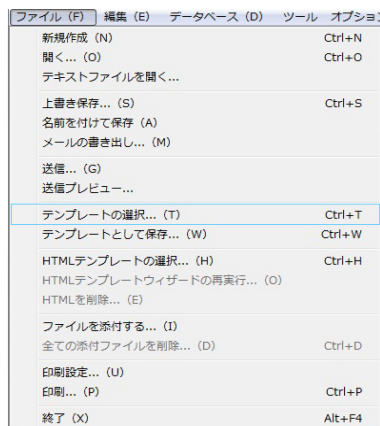 ファイル（F） 編集（E） データベース（D） ツール オプション
新規作成（N） Ctrl+N
開く...（O） Ctrl+O
テキストファイルを開く...
上書き保存...（S） Ctrl+S
名前を付けて保存（A）
メールの書き出し...（M）
送信...（G）
送信プレビュー...
テンプレートの選択...（T） Ctrl+T
テンプレートとして保存...（W） Ctrl+W
HTMLテンプレートの選択...（H） Ctrl+H
HTMLテンプレートウィザードの再実行...（O）
HTMLを削除...（E）
ファイルを添付する...（I）
全ての添付ファイルを削除...（D） Ctrl+D
印刷設定...（U）
印刷...（P） Ctrl+P
終了（X） Alt+F4